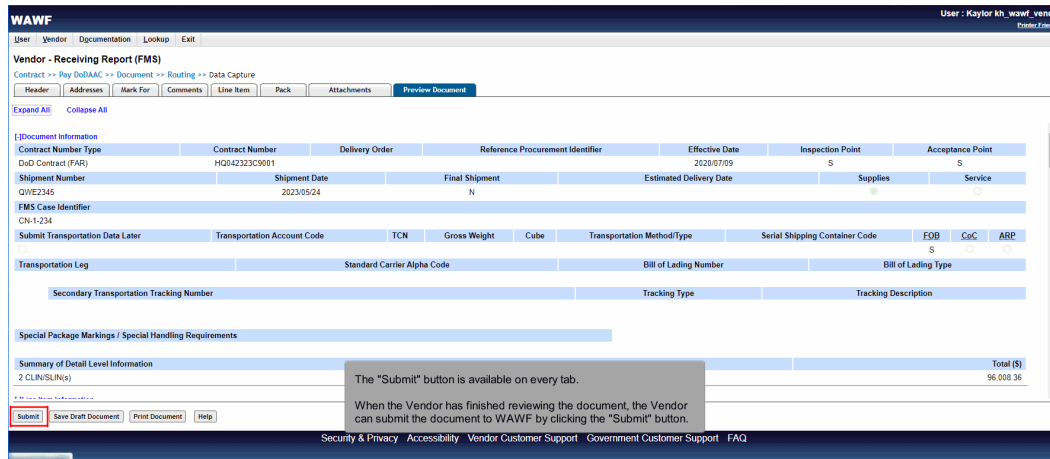 WAWF
User : Kaylor kh_wawf_vend
Printer Frien
User Vendor Documentation Lookup Exit
Vendor - Receiving Report (FMS)
Contract >> Pay DoDAAC >> Document >> Routing >> Data Capture
Header Addresses Mark For Comments Line Item Pack Attachments Preview Document
Expand All Collapse All
[-]Document Information
Contract Number Type Contract Number Delivery Order Reference Procurement Identifier Effective Date Inspection Point Acceptance Point
DoD Contract (FAR) HQ042323C9001 2020/07/09 S S
Shipment Number Shipment Date Final Shipment Estimated Delivery Date Supplies Service
QWE2345 2023/05/24 N
FMS Case Identifier
CN-1-234
Submit Transportation Data Later Transportation Account Code TCN Gross Weight Cube Transportation Method/Type Serial Shipping Container Code FOB CoC ARP
S
Transportation Leg Standard Carrier Alpha Code Bill of Lading Number Bill of Lading Type
Secondary Transportation Tracking Number Tracking Type Tracking Description
Special Package Markings / Special Handling Requirements
Summary of Detail Level Information Total ($)
2 CLIN/SLIN(s) 96,008.36
The "Submit" button is available on every tab.
When the Vendor has finished reviewing the document, the Vendor
can submit the document to WAWF by clicking the "Submit" button.
Submit Save Draft Document Print Document Help
Security & Privacy Accessibility Vendor Customer Support Government Customer Support FAQ